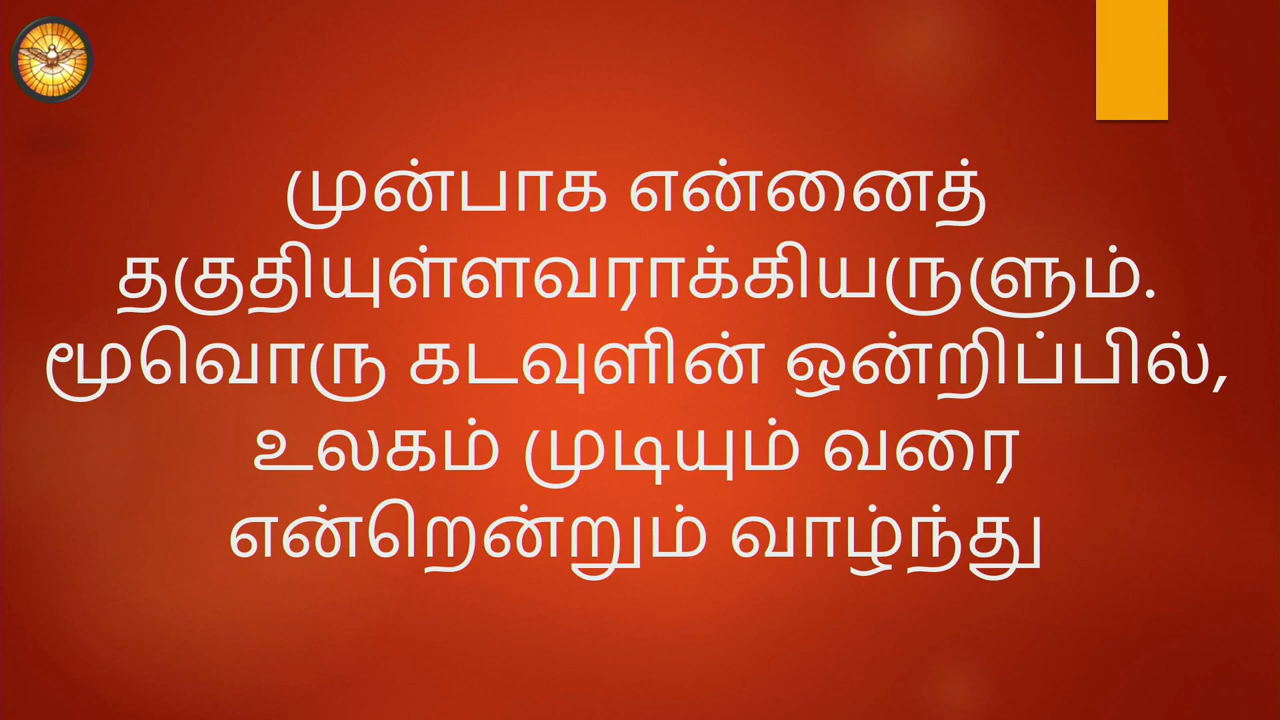 முன்பாக என்னைத்
தகுதியுள்ளவராக்கியருளும்.
மூவொரு கடவுளின் ஒன்றிப்பில்,
உலகம் முடியும் வரை
என்றென்றும் வாழ்ந்து